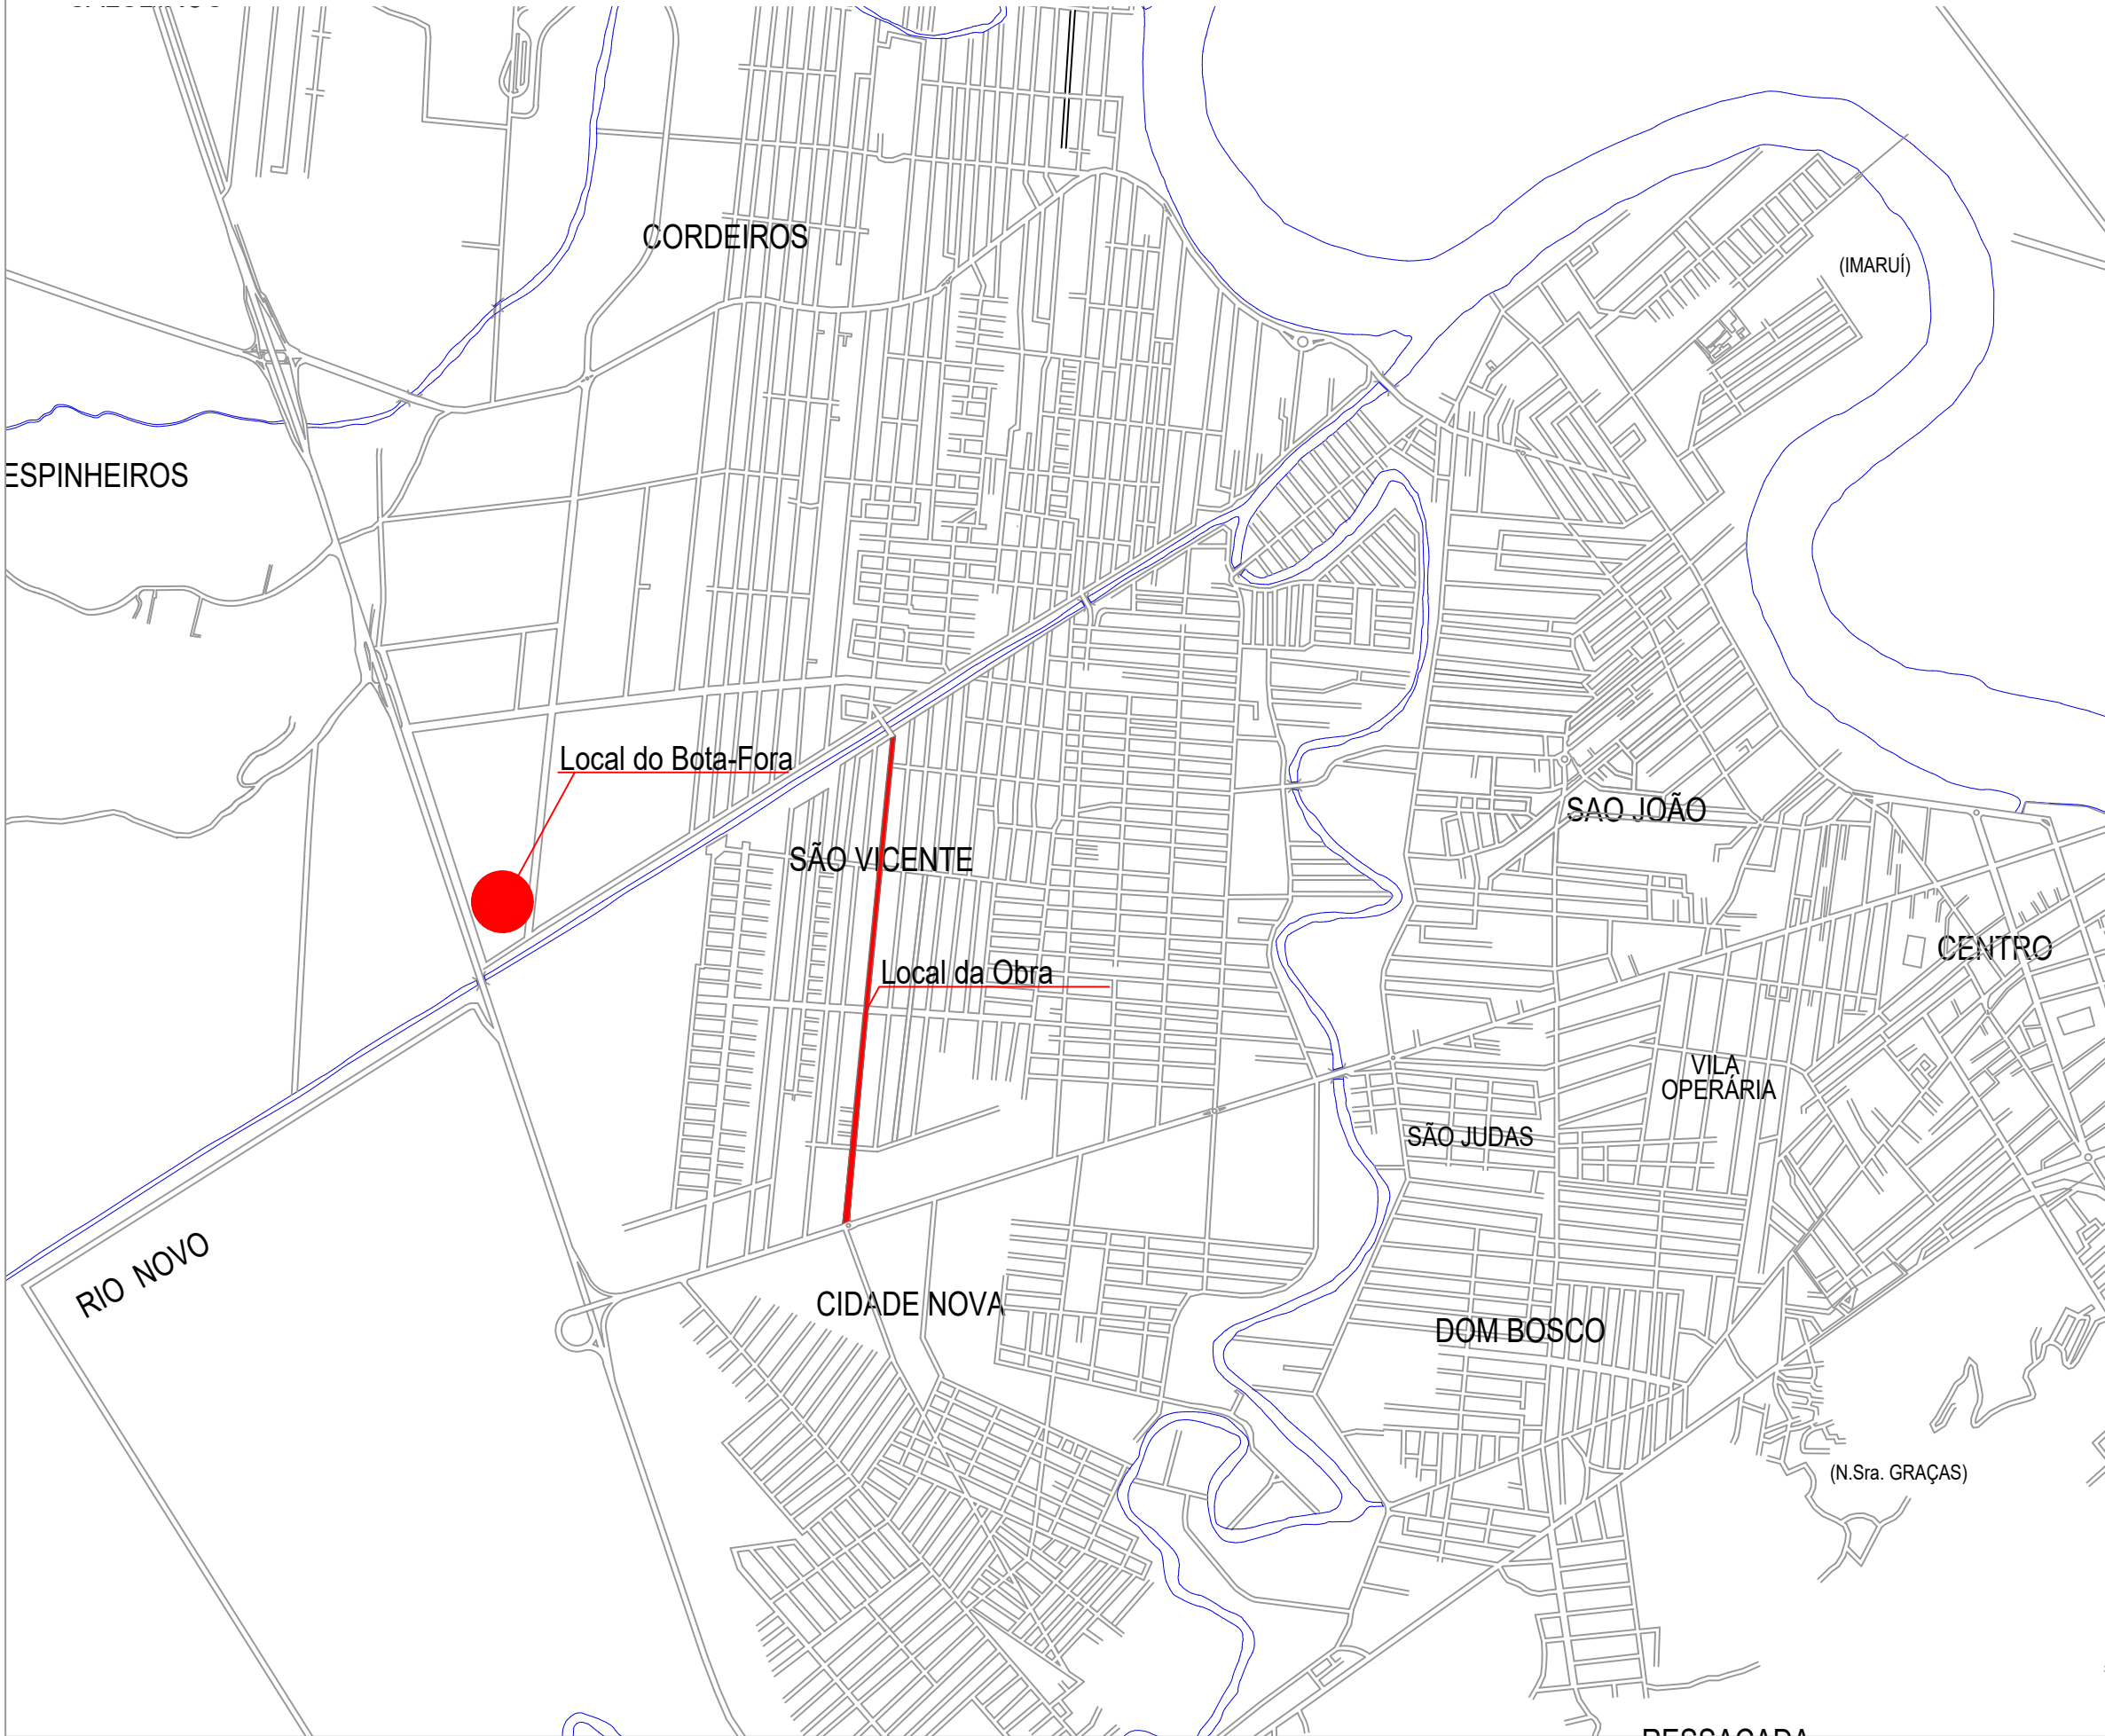 CORDEIROS
(IMARUÍ)
ESPINHEIROS
Local do Bota-Fora
SAO JOÃO
SÃO VICENTE
CENTRO
Local da Obra
VILA
OPERÁRIA
SÃO JUDAS
RIO NOVO
CIDADE NOVA
DOM BOSCO
(N.Sra. GRAÇAS)
RESSACADA